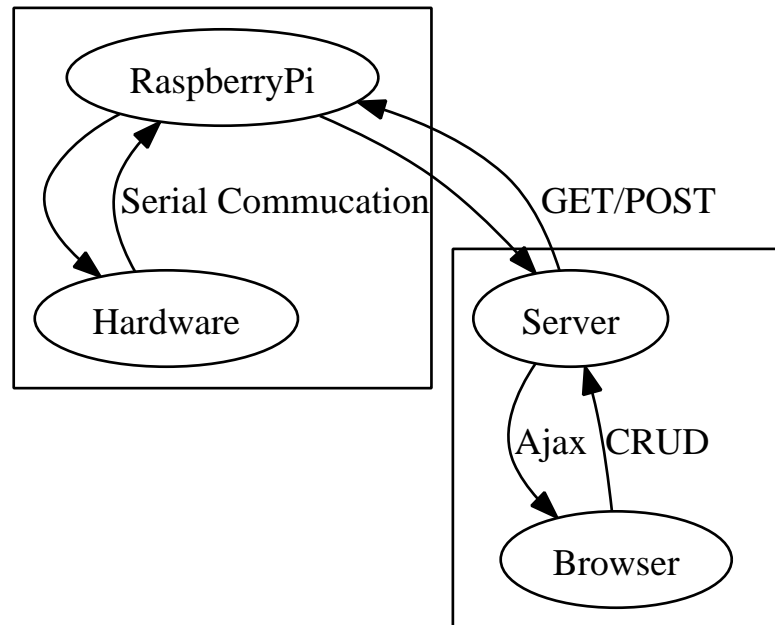 RaspberryPi
Serial Commucation
GET/POST
Hardware
Server
Ajax
CRUD
Browser